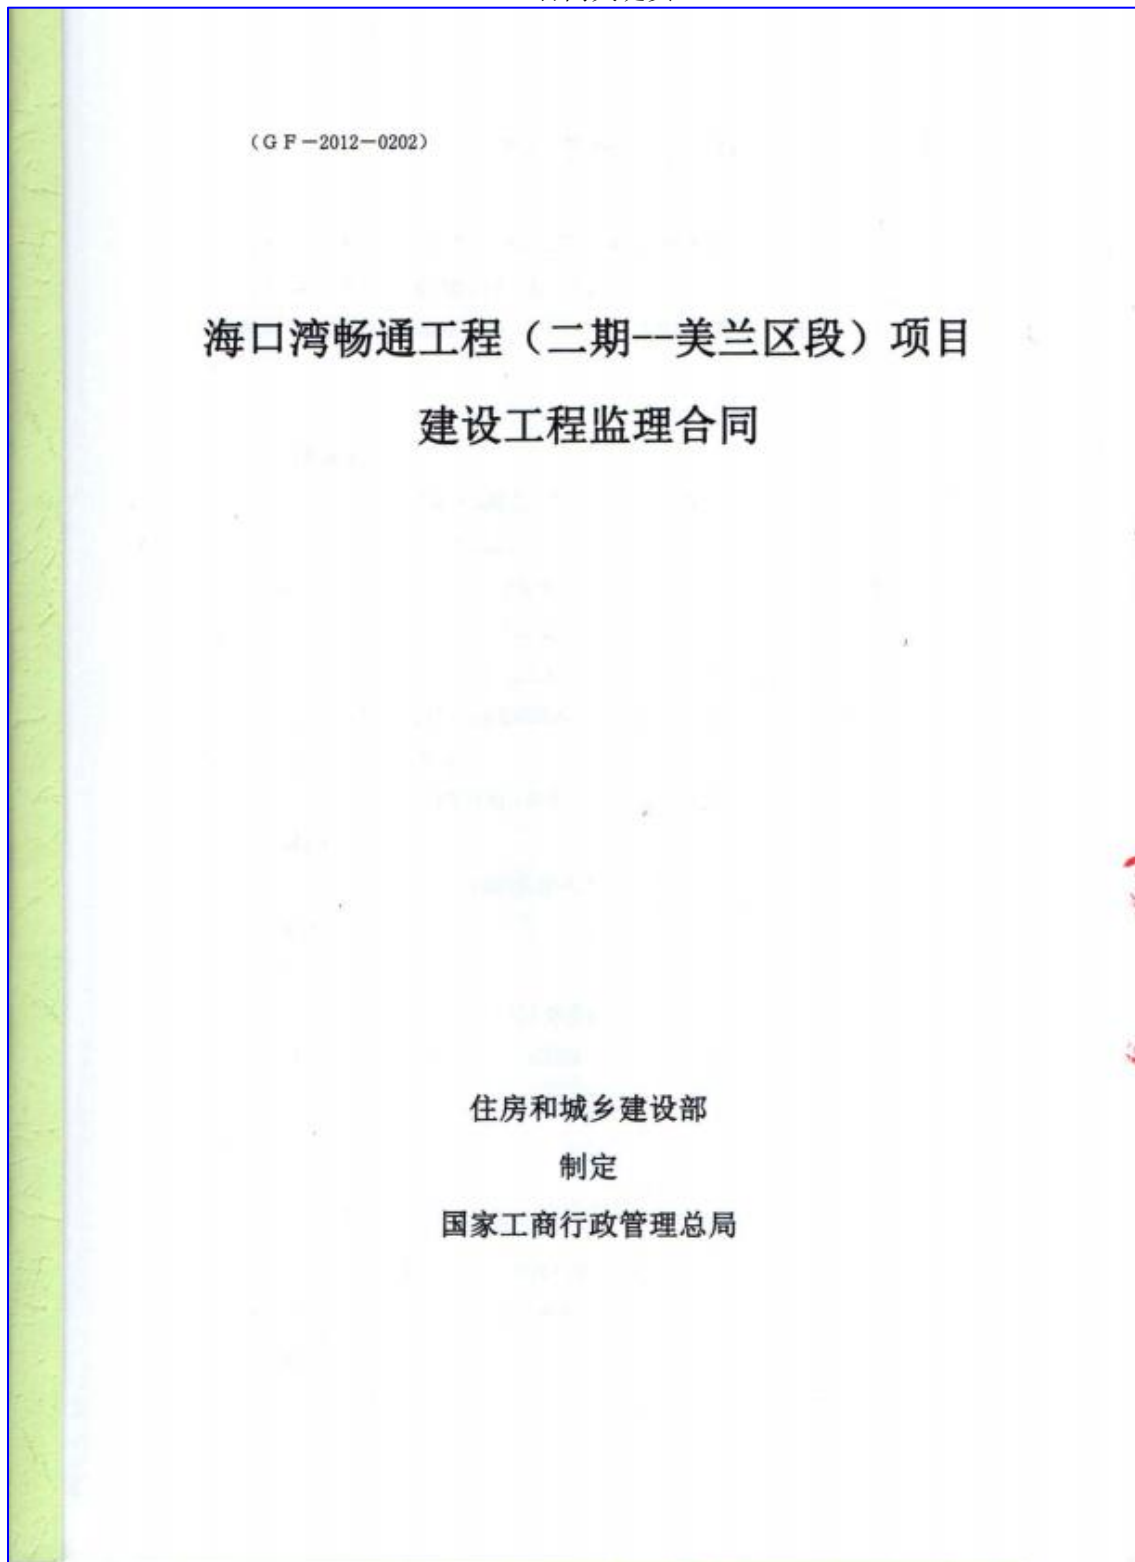 （GF－2012－0202）
海口湾畅通工程（二期--美兰区段）项目
建设工程监理合同
住房和城乡建设部
制定
国家工商行政管理总局